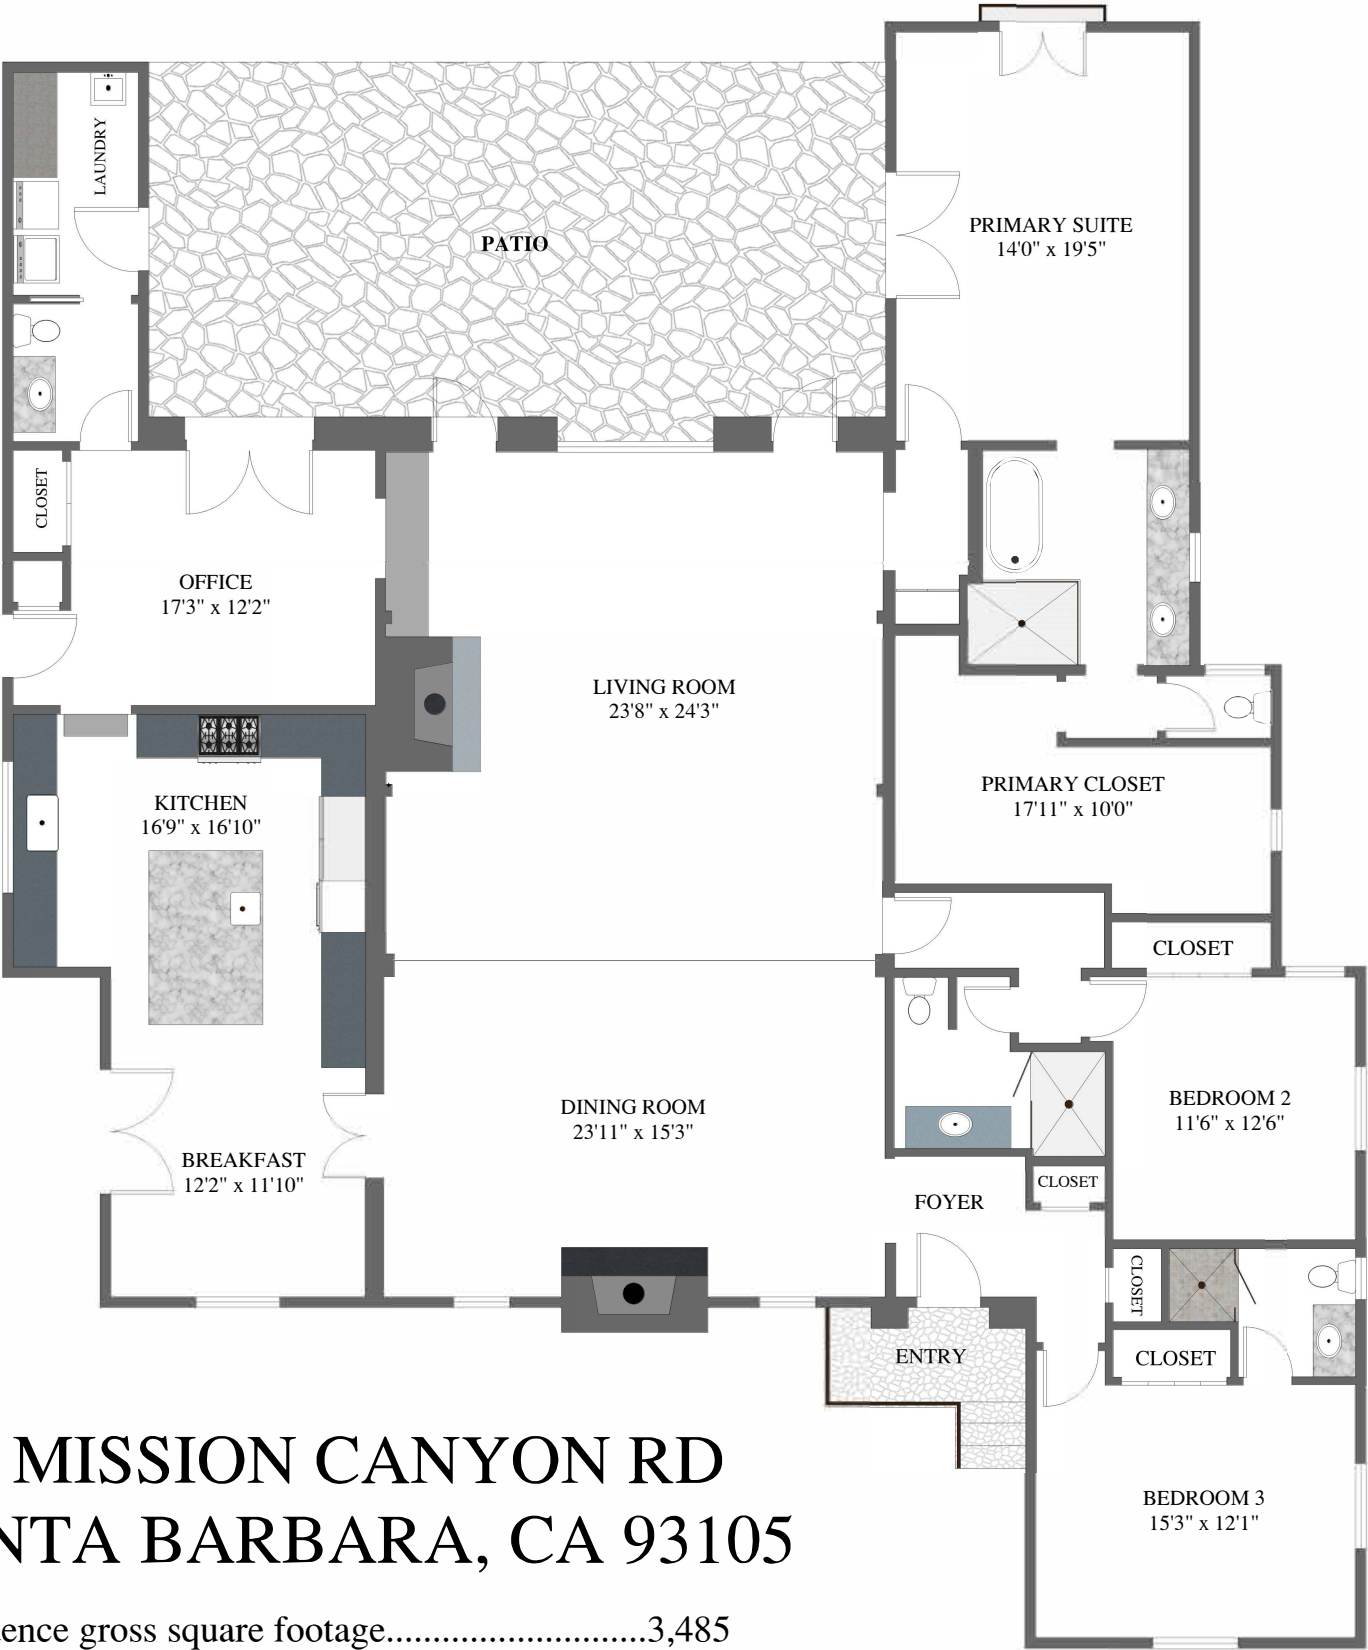 LAUNDRY
PATIO
PRIMARY SUITE
14'0" x 19'5"
CLOSET
OFFICE
17'3" x 12'2"
LIVING ROOM
23'8" x 24'3"
KITCHEN
16'9" x 16'10"
PRIMARY CLOSET
17'11" x 10'0"
CLOSET
DINING ROOM
23'11" x 15'3"
BEDROOM 2
11'6" x 12'6"
BREAKFAST
12'2" x 11'10"
CLOSET
FOYER
CLOSET
ENTRY
CLOSET
MISSION CANYON RD
NTA BARBARA, CA 93105
BEDROOM 3
15'3" x 12'1"
ence gross square footage............................3,485